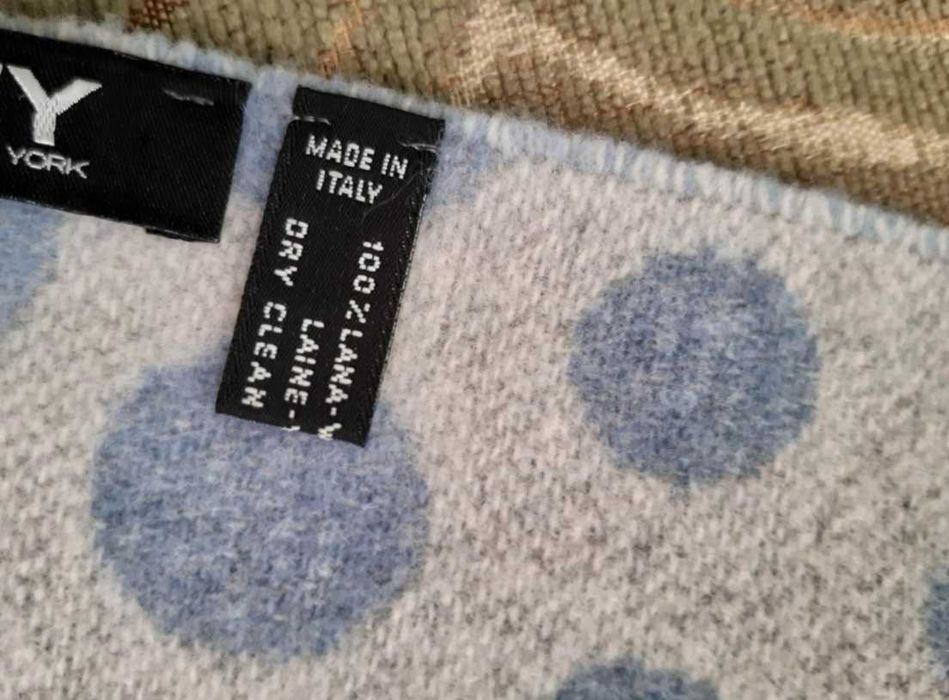 Y
YORK
MADE IN
ITALY
100%LANA-W
LAINE-
DRY CLEAN